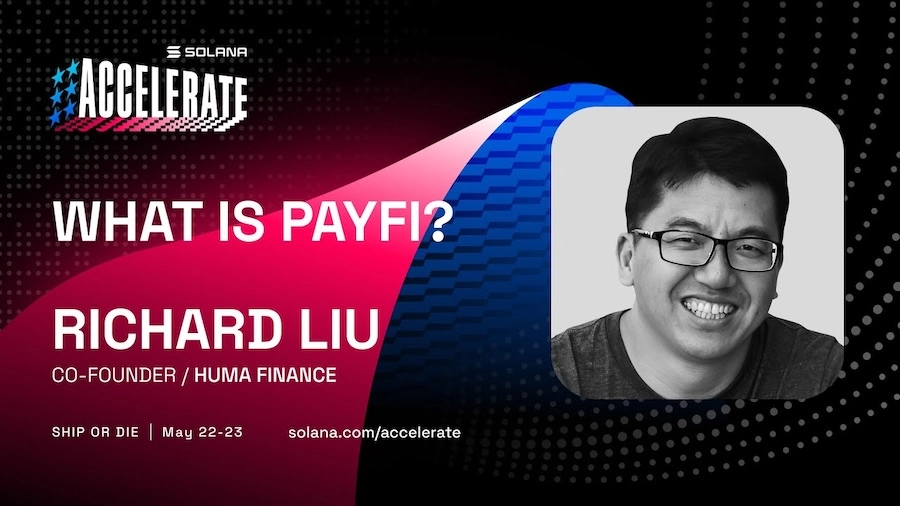 SOLANA
ACCELERATE
WHAT IS PAYFI?
RICHARD LIU
CO-FOUNDER / HUMA FINANCE
SHIP OR DIE | May 22-23
solana.com/accelerate